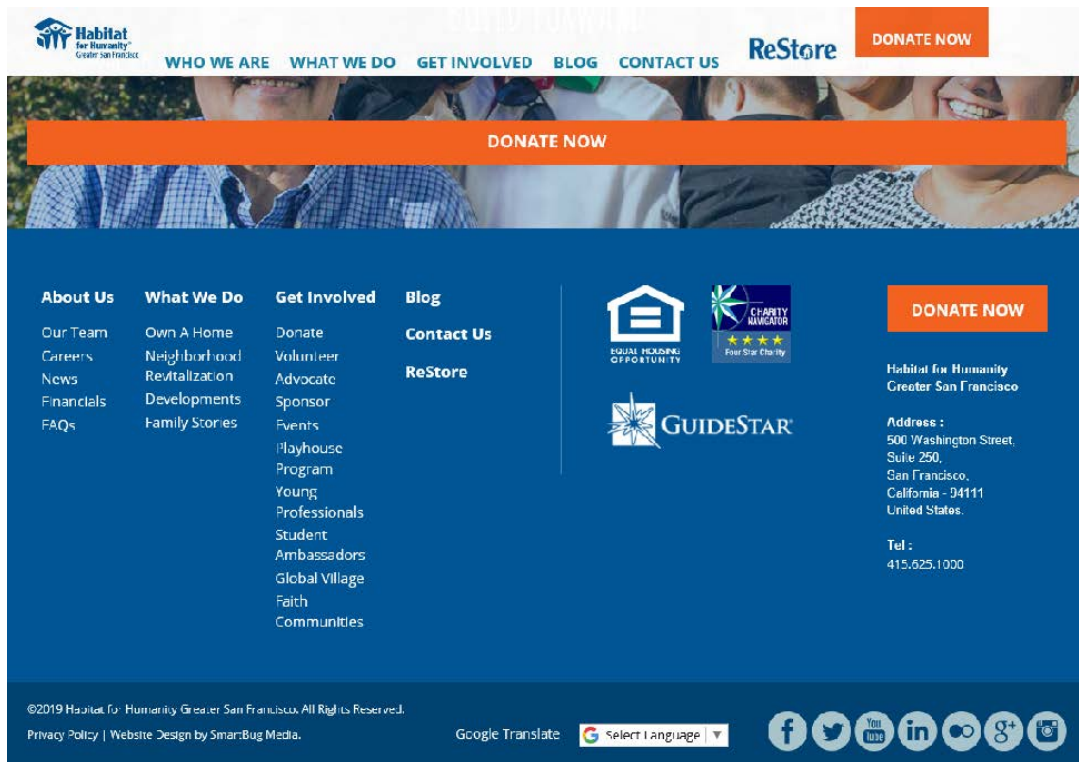 Habitat
for Humanity®
Greater San Francisco
WHO WE ARE
WHAT WE DO
GET INVOLVED
BLOG
CONTACT US
ReStore
DONATE NOW
DONATE NOW
About Us
Our Team
Careers
News
Financials
FAQs
What We Do
Own A Home
Neighborhood
Revitalization
Developments
Family Stories
Get Involved
Donate
Volunteer
Advocate
Sponsor
Events
Playhouse
Program
Young
Professionals
Student
Ambassadors
Global Village
Faith
Communities
Blog
Contact Us
ReStore
EQUAL HOUSING
OPPORTUNITY
CHARITY
NAVIGATOR
Four Star Charity
GUIDESTAR®
DONATE NOW
Habitat for Humanity
Greater San Francisco
Address :
500 Washington Street,
Suite 250,
San Francisco,
California - 94111
United States.
Tel :
415.625.1000
©2019 Habitat for Humanity Greater San Francisco. All Rights Reserved.
Privacy Policy | Website Design by SmartBug Media.
Google Translate
G Select Language ▼
f
You
Tube
in
g+